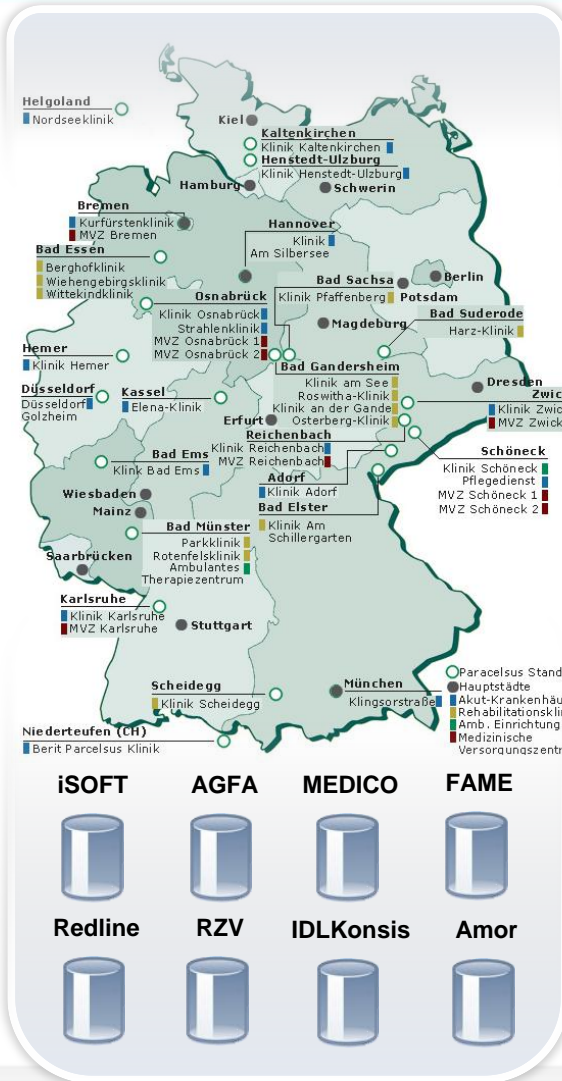 Helgoland
Nordseeklinik
Kiel
Kaltenkirchen
Klinik Kaltenkirchen
Henstedt-Ulzburg
Klinik Henstedt-Ulzburg
Hamburg
Schwerin
Bremen
Kurfürstenklinik
MVZ Bremen
Hannover
Klinik
Am Silbersee
Bad Essen
Berghofklinik
Wiehengebirgsklinik
Wittekindklinik
Berlin
Bad Sachsa
Klinik Pfaffenberg
Potsdam
Osnabrück
Klinik Osnabrück
Strahlenklinik
MVZ Osnabrück 1
MVZ Osnabrück 2
Magdeburg
Bad Suderode
Harz-Klinik
Hemer
Klinik Hemer
Bad Gandersheim
Klinik am See
Roswitha-Klinik
Klinik an der Gande
Osterberg-Klinik
Düsseldorf
Düsseldorf
Golzheim
Kassel
Elena-Klinik
Dresden
Zwic
Klinik Zwic
MVZ Zwick
Erfurt
Reichenbach
Klinik Reichenbach
MVZ Reichenbach
Schöneck
Klinik Schöneck
Pflegedienst
MVZ Schöneck 1
MVZ Schöneck 2
Bad Ems
Klink Bad Ems
Adorf
Klinik Adorf
Wiesbaden
Mainz
Bad Elster
Klinik Am
Schillergarten
Bad Münster
Parkklinik
Rotenfelsklinik
Ambulantes
Therapiezentrum
Saarbrücken
Karlsruhe
Klinik Karlsruhe
MVZ Karlsruhe
Stuttgart
Scheidegg
Klinik Scheidegg
München
Klingsorstraße
Paracelsus Stand
Hauptstädte
Akut-Krankenhäu
Rehabilitationsklin
Amb. Einrichtung
Medizinische
Versorgungszentr
Niederteufen (CH)
Berit Parcelsus Klinik
iSOFT AGFA MEDICO FAME
Redline RZV IDLKonsis Amor